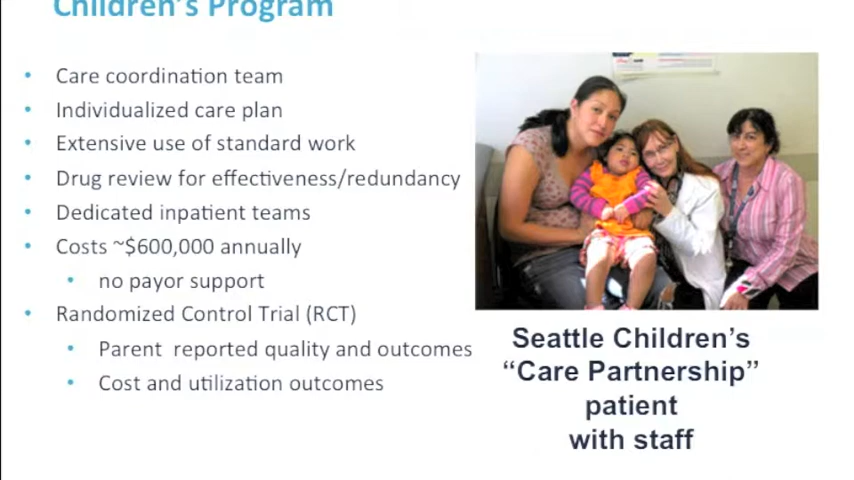 Children's Program
Care coordination team
Individualized care plan
Extensive use of standard work
Drug review for effectiveness/redundancy
Dedicated inpatient teams
Costs ~$600,000 annually
no payor support
Randomized Control Trial (RCT)
Parent reported quality and outcomes
Cost and utilization outcomes
Seattle Children's
“Care Partnership”
patient
with staff